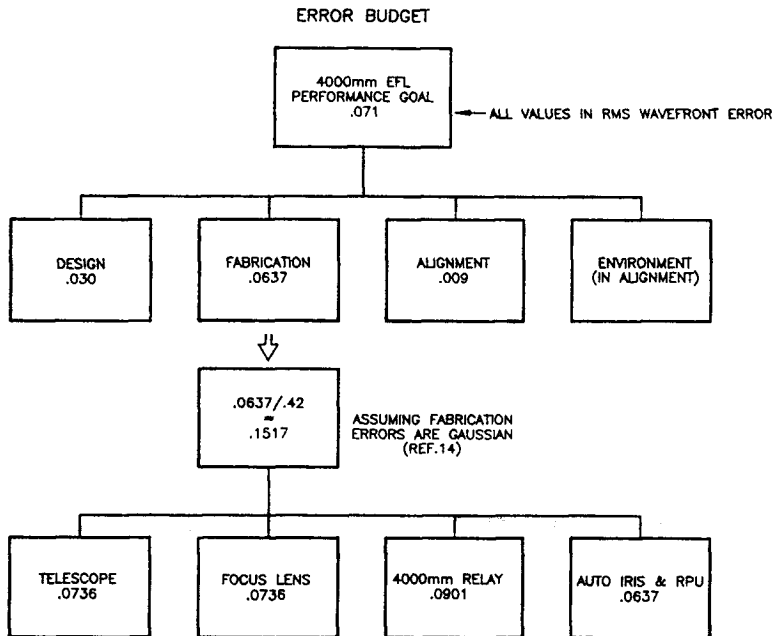 ERROR BUDGET
4000mm EFL
PERFORMANCE GOAL
.071
ALL VALUES IN RMS WAVEFRONT ERROR
DESIGN
.030
FABRICATION
.0637
ALIGNMENT
.009
ENVIRONMENT
(IN ALIGNMENT)
.0637/.42
~
.1517
ASSUMING FABRICATION
ERRORS ARE GAUSSIAN
(REF.14)
TELESCOPE
.0736
FOCUS LENS
.0736
4000mm RELAY
.0901
AUTO IRIS & RPU
.0637